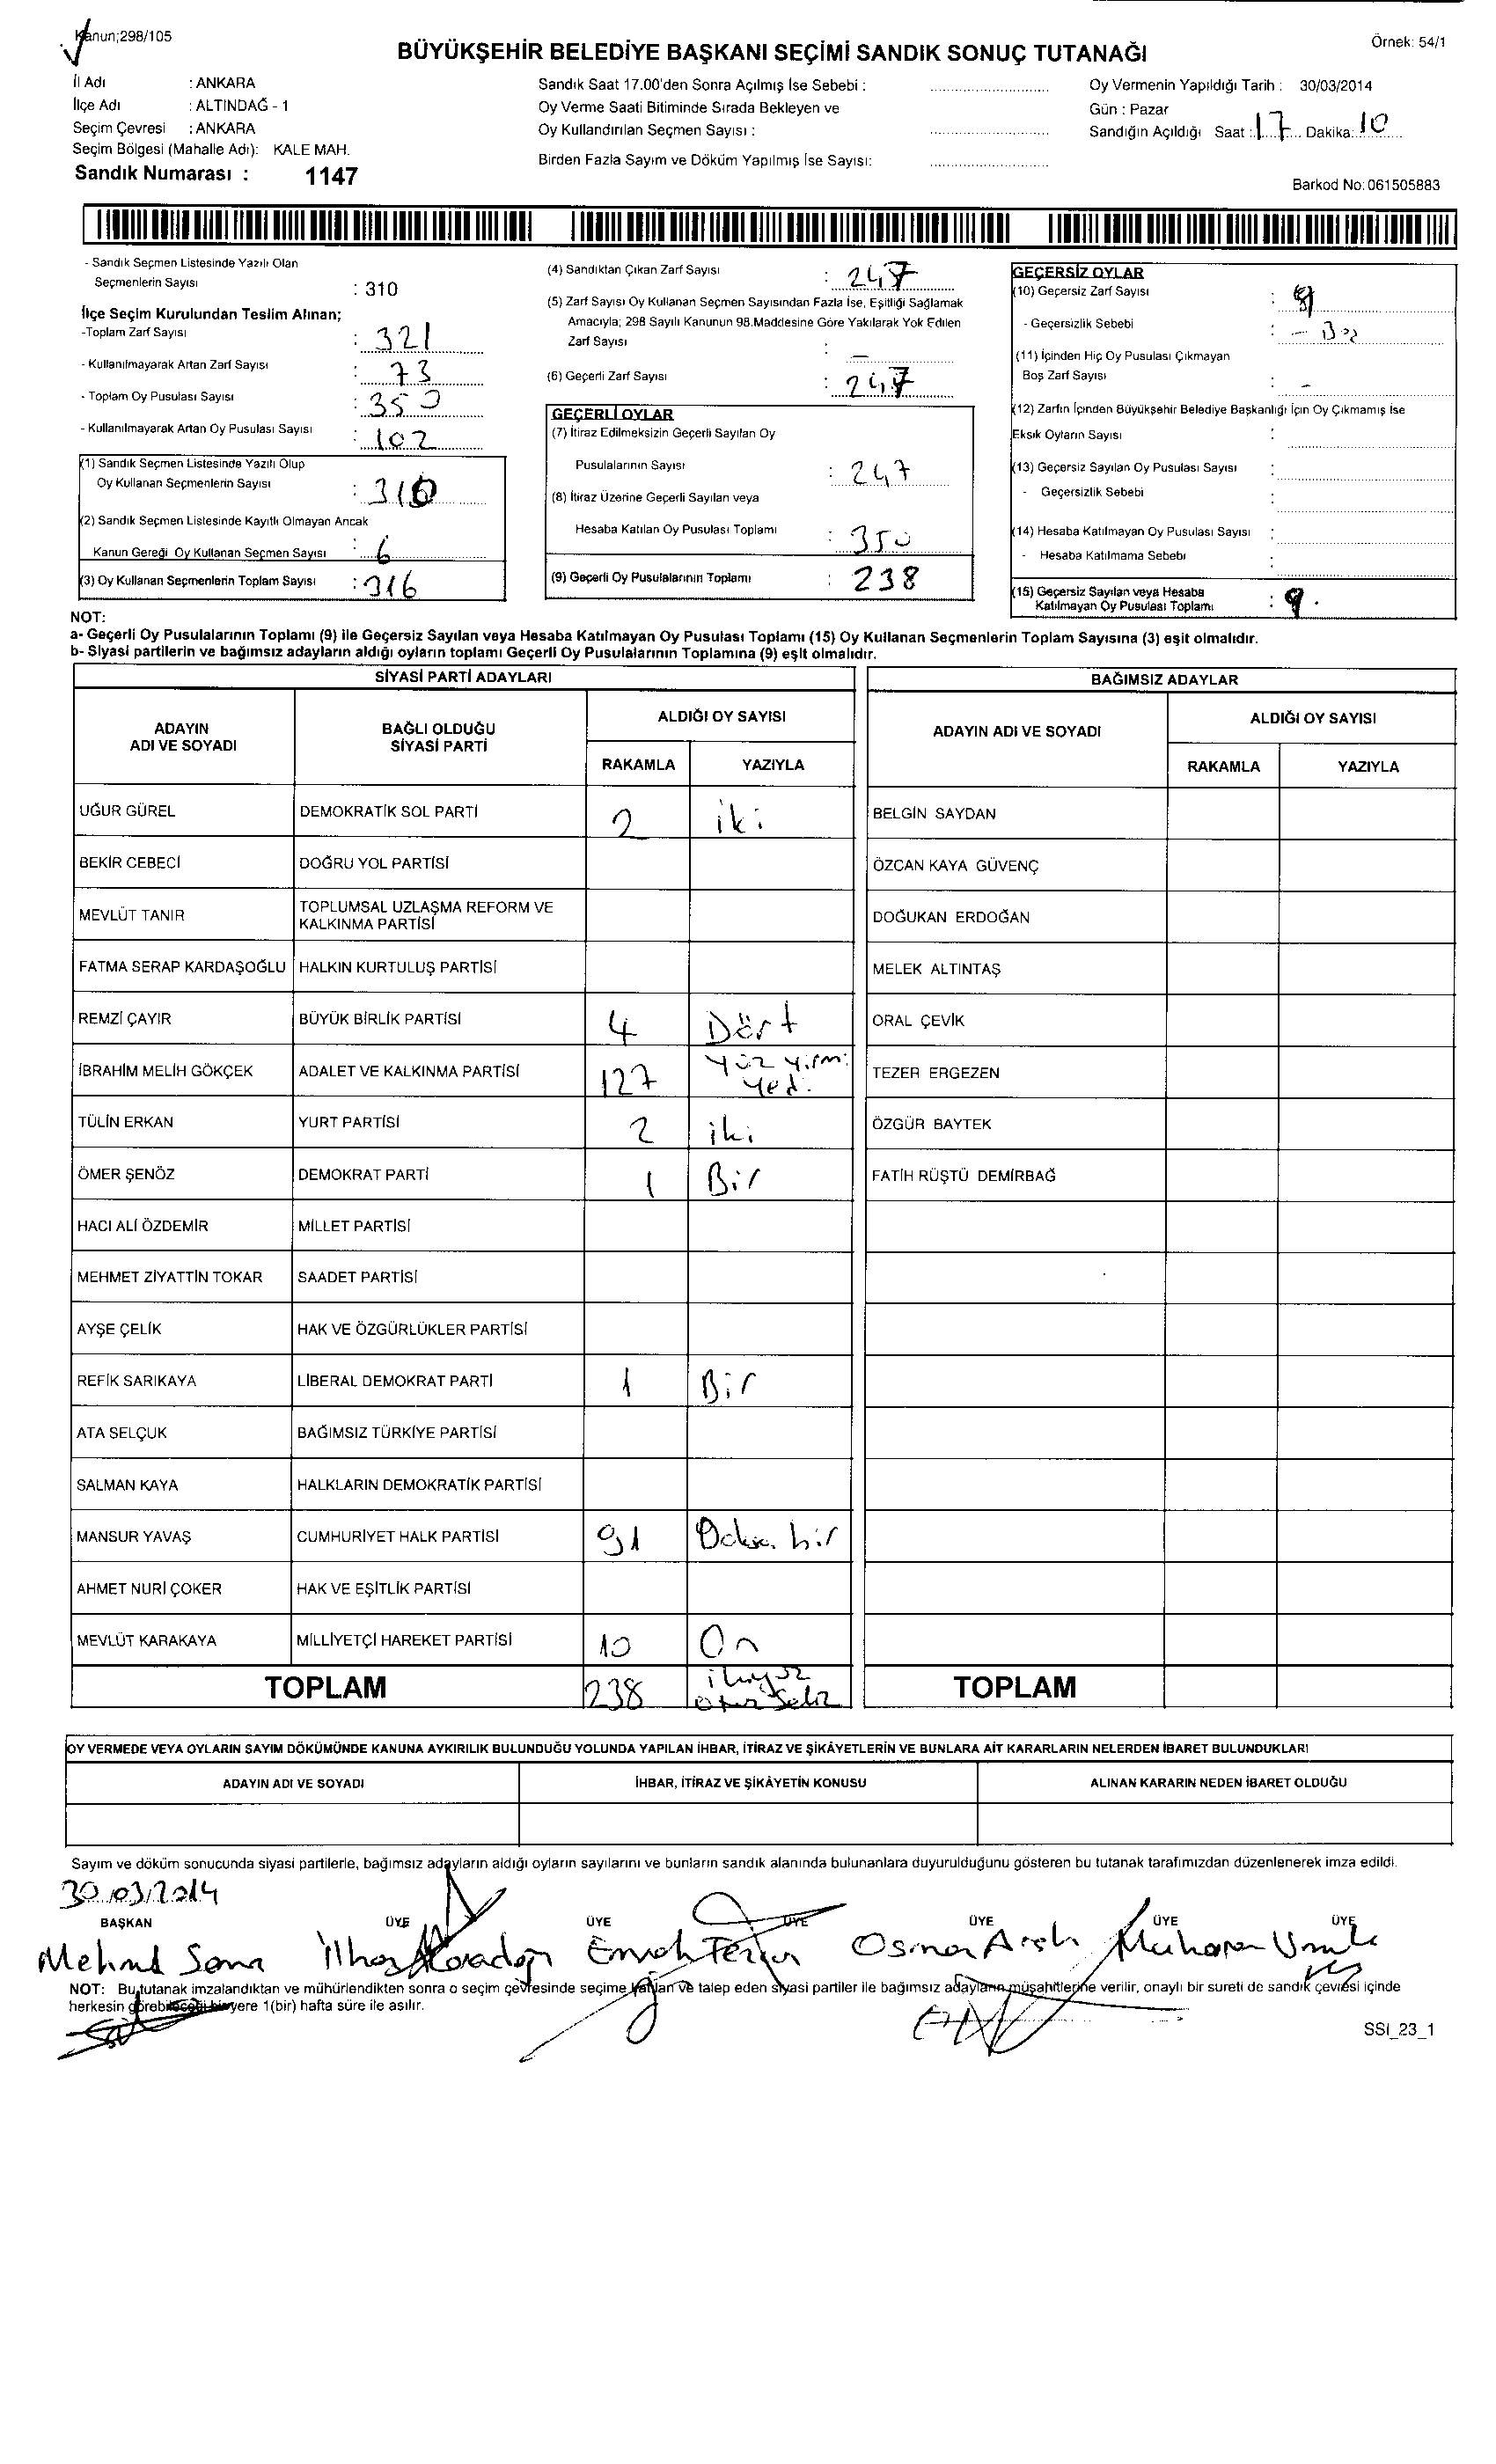 Kanun;298/105
Örnek: 54/1
BÜYÜKŞEHİR BELEDİYE BAŞKANI SEÇİMİ SANDIK SONUÇ TUTANAĞI
İl Adı : ANKARA
İlçe Adı : ALTINDAĞ - 1
Seçim Çevresi : ANKARA
Seçim Bölgesi (Mahalle Adı): KALE MAH.
Sandık Numarası : 1147
Sandık Saat 17.00'den Sonra Açılmış İse Sebebi :
Oy Verme Saati Bitiminde Sırada Bekleyen ve
Oy Kullandırılan Seçmen Sayısı :
Birden Fazla Sayım ve Döküm Yapılmış İse Sayısı:
Oy Vermenin Yapıldığı Tarih : 30/03/2014
Gün : Pazar
Sandığın Açıldığı Saat : 17 Dakika: 10
Barkod No: 061505883
- Sandık Seçmen Listesinde Yazılı Olan
Seçmenlerin Sayısı : 310
İlçe Seçim Kurulundan Teslim Alınan;
-Toplam Zarf Sayısı : 321
- Kullanılmayarak Artan Zarf Sayısı : 73
- Toplam Oy Pusulası Sayısı : 350
- Kullanılmayarak Artan Oy Pusulası Sayısı : 102
(1) Sandık Seçmen Listesinde Yazılı Olup
Oy Kullanan Seçmenlerin Sayısı : 310
(2) Sandık Seçmen Listesinde Kayıtlı Olmayan Ancak
Kanun Gereği Oy Kullanan Seçmen Sayısı : 6
(3) Oy Kullanan Seçmenlerin Toplam Sayısı : 316
(4) Sandıktan Çıkan Zarf Sayısı : 247
(5) Zarf Sayısı Oy Kullanan Seçmen Sayısından Fazla İse, Eşitliği Sağlamak
Amacıyla; 298 Sayılı Kanunun 98.Maddesine Göre Yakılarak Yok Edilen
Zarf Sayısı : —
(6) Geçerli Zarf Sayısı : 247
GEÇERLİ OYLAR
(7) İtiraz Edilmeksizin Geçerli Sayılan Oy
Pusulalarının Sayısı : 247
(8) İtiraz Üzerine Geçerli Sayılan veya
Hesaba Katılan Oy Pusulası Toplamı : 350
(9) Geçerli Oy Pusulalarının Toplamı : 238
GEÇERSİZ OYLAR
(10) Geçersiz Zarf Sayısı :
- Geçersizlik Sebebi :
(11) İçinden Hiç Oy Pusulası Çıkmayan
Boş Zarf Sayısı : -
(12) Zarfın İçinden Büyükşehir Belediye Başkanlığı İçin Oy Çıkmamış İse
Eksik Oyların Sayısı :
(13) Geçersiz Sayılan Oy Pusulası Sayısı :
- Geçersizlik Sebebi :
(14) Hesaba Katılmayan Oy Pusulası Sayısı :
- Hesaba Katılmama Sebebi :
(15) Geçersiz Sayılan veya Hesaba
Katılmayan Oy Pusulası Toplamı : 9.
NOT:
a- Geçerli Oy Pusulalarının Toplamı (9) ile Geçersiz Sayılan veya Hesaba Katılmayan Oy Pusulası Toplamı (15) Oy Kullanan Seçmenlerin Toplam Sayısına (3) eşit olmalıdır.
b- Siyasi partilerin ve bağımsız adayların aldığı oyların toplamı Geçerli Oy Pusulalarının Toplamına (9) eşit olmalıdır.
SİYASİ PARTİ ADAYLARI
ADAYIN ADI VE SOYADI
BAĞLI OLDUĞU SİYASİ PARTİ
ALDIĞI OY SAYISI
RAKAMLA YAZIYLA
UĞUR GÜREL DEMOKRATİK SOL PARTİ 2 iki
BEKİR CEBECİ DOĞRU YOL PARTİSİ
MEVLÜT TANIR TOPLUMSAL UZLAŞMA REFORM VE KALKINMA PARTİSİ
FATMA SERAP KARDAŞOĞLU HALKIN KURTULUŞ PARTİSİ
REMZİ ÇAYIR BÜYÜK BİRLİK PARTİSİ 4 Dört
İBRAHİM MELİH GÖKÇEK ADALET VE KALKINMA PARTİSİ 127 yüz yirmi yedi
TÜLİN ERKAN YURT PARTİSİ 2 iki
ÖMER ŞENÖZ DEMOKRAT PARTİ 1 Bir
HACI ALİ ÖZDEMİR MİLLET PARTİSİ
MEHMET ZİYATTİN TOKAR SAADET PARTİSİ
AYŞE ÇELİK HAK VE ÖZGÜRLÜKLER PARTİSİ
REFİK SARIKAYA LİBERAL DEMOKRAT PARTİ 1 Bir
ATA SELÇUK BAĞIMSIZ TÜRKİYE PARTİSİ
SALMAN KAYA HALKLARIN DEMOKRATİK PARTİSİ
MANSUR YAVAŞ CUMHURİYET HALK PARTİSİ 91 bir
AHMET NURİ ÇOKER HAK VE EŞİTLİK PARTİSİ
MEVLÜT KARAKAYA MİLLİYETÇİ HAREKET PARTİSİ 10 On
TOPLAM 238 ikiyüz otuz sekiz
BAĞIMSIZ ADAYLAR
ADAYIN ADI VE SOYADI
ALDIĞI OY SAYISI
RAKAMLA YAZIYLA
BELGİN SAYDAN
ÖZCAN KAYA GÜVENÇ
DOĞUKAN ERDOĞAN
MELEK ALTINTAŞ
ORAL ÇEVİK
TEZER ERGEZEN
ÖZGÜR BAYTEK
FATİH RÜŞTÜ DEMİRBAĞ
TOPLAM
OY VERMEDE VEYA OYLARIN SAYIM DÖKÜMÜNDE KANUNA AYKIRILIK BULUNDUĞU YOLUNDA YAPILAN İHBAR, İTİRAZ VE ŞİKÂYETLERİN VE BUNLARA AİT KARARLARIN NELERDEN İBARET BULUNDUKLARI
ADAYIN ADI VE SOYADI İHBAR, İTİRAZ VE ŞİKÂYETİN KONUSU ALINAN KARARIN NEDEN İBARET OLDUĞU
Sayım ve döküm sonucunda siyasi partilerle, bağımsız adayların aldığı oyların sayılarını ve bunların sandık alanında bulunanlara duyurulduğunu gösteren bu tutanak tarafımızdan düzenlenerek imza edildi.
30/03/2014
BAŞKAN ÜYE ÜYE ÜYE ÜYE ÜYE ÜYE
NOT: Bu tutanak imzalandıktan ve mühürlendikten sonra o seçim çevresinde seçime katılan ve talep eden siyasi partiler ile bağımsız adayların müşahitlerine verilir, onaylı bir sureti de sandık çevresi içinde
herkesin görebileceği bir yere 1(bir) hafta süre ile asılır.
SSI_23_1